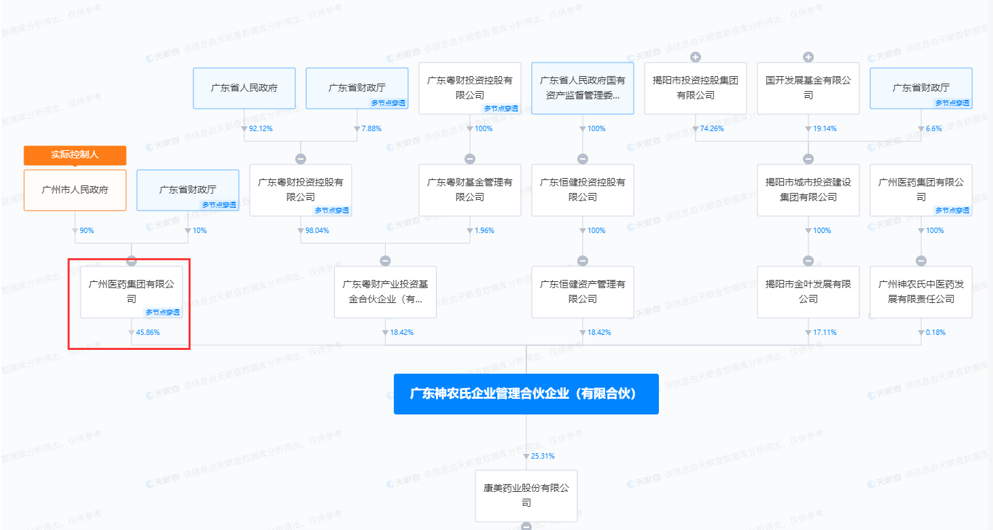 广东省人民政府
广东省财政厅
多节点穿透
广东粤财投资控股有
限公司
多节点穿透
广东省人民政府国有
资产监督管理委...
揭阳市投资控股集团
有限公司
国开发展基金有限公
司
广东省财政厅
多节点穿透
92.12%
7.88%
100%
100%
74.26%
19.14%
6.6%
实际控制人
广州市人民政府
广东省财政厅
多节点穿透
广东粤财投资控股有
限公司
多节点穿透
广东粤财基金管理有
限公司
广东恒健投资控股有
限公司
揭阳市城市投资建设
集团有限公司
广州医药集团有限公
司
多节点穿透
90%
10%
98.04%
1.96%
100%
100%
100%
广州医药集团有限公
司
多节点穿透
广东粤财产业投资基
金合伙企业（有...
广东恒健资产管理有
限公司
揭阳市金叶发展有限
公司
广州神农氏中医药发
展有限责任公司
45.86%
18.42%
18.42%
17.11%
0.18%
广东神农氏企业管理合伙企业（有限合伙）
25.31%
康美药业股份有限公
司
天眼查 该信息由天眼查数据库分析得出，仅供参考